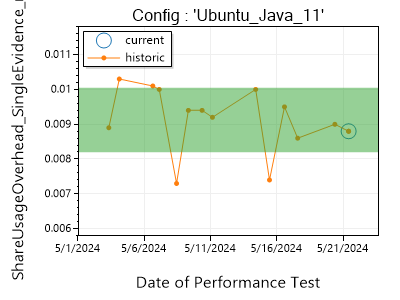 Config : 'Ubuntu_Java_11'
current
historic
0.011
0.01
0.009
0.008
0.007
0.006
5/1/2024
5/6/2024
5/11/2024
5/16/2024
5/21/2024
Date of Performance Test
ShareUsageOverhead_SingleEvidence_